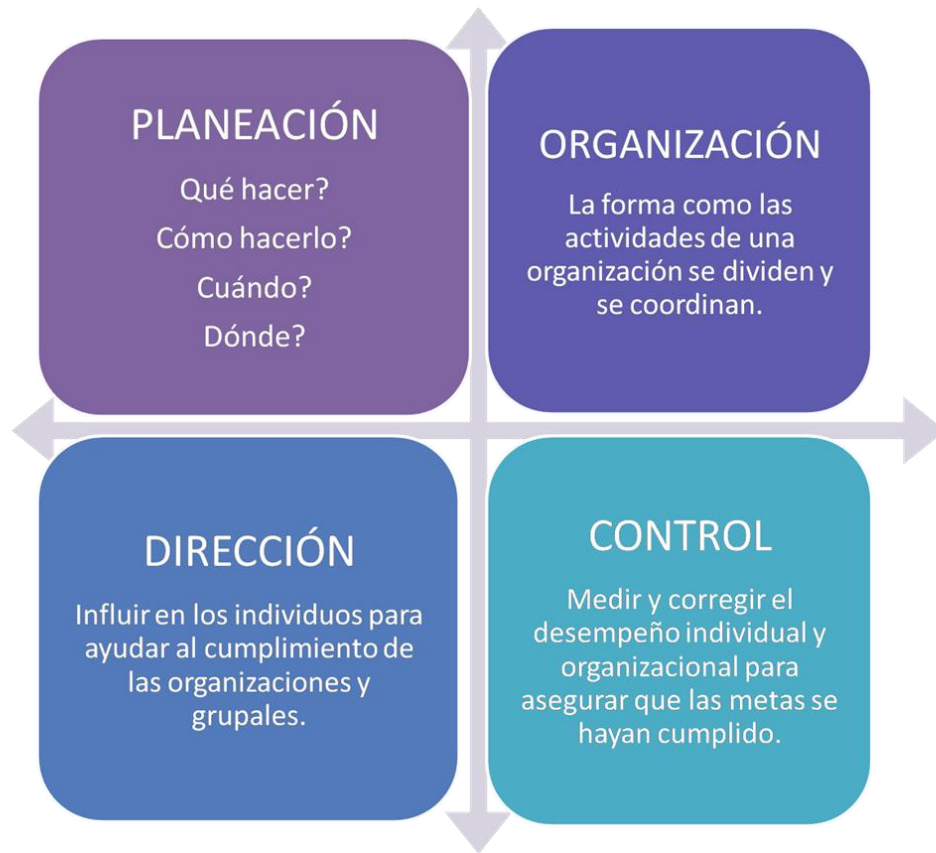 PLANEACIÓN
Qué hacer?
Cómo hacerlo?
Cuándo?
Dónde?
ORGANIZACIÓN
La forma como las
actividades de una
organización se dividen y
se coordinan.
DIRECCIÓN
Influir en los individuos para
ayudar al cumplimiento de
las organizaciones y
grupales.
CONTROL
Medir y corregir el
desempeño individual y
organizacional para
asegurar que las metas se
hayan cumplido.